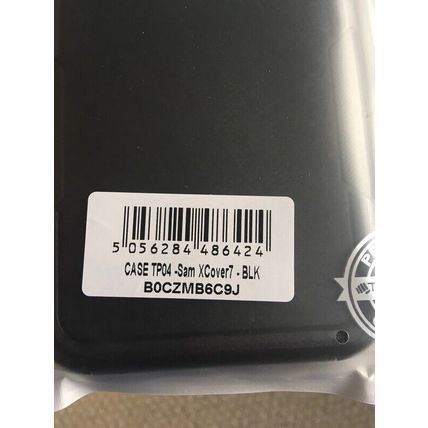 5 056284 486424
CASE TP04 -Sam XCover7 - BLK
B0CZMB6C9J